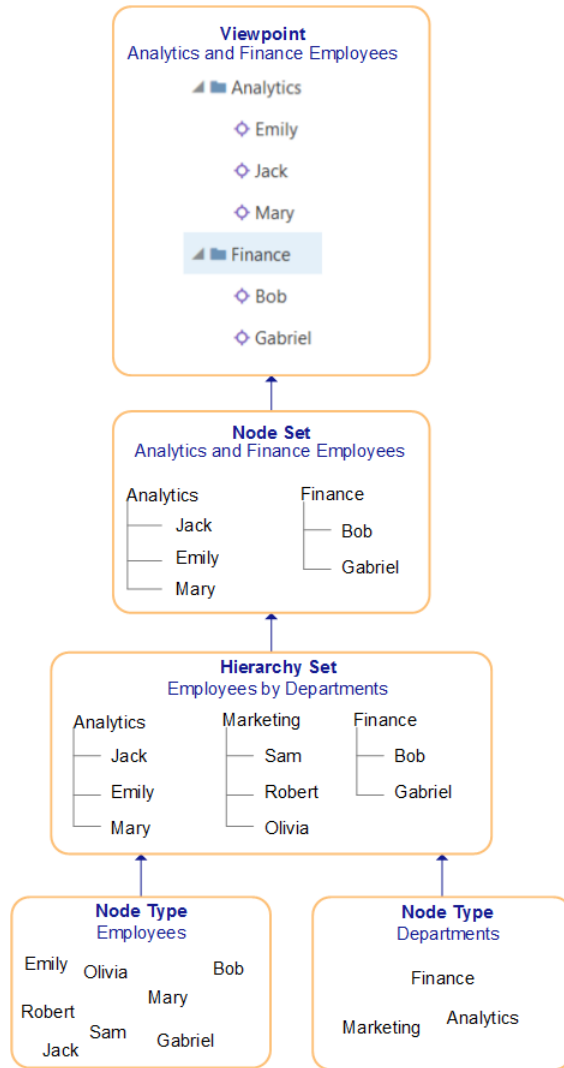 Viewpoint
Analytics and Finance Employees
Analytics
Emily
Jack
Mary
Finance
Bob
Gabriel
Node Set
Analytics and Finance Employees
Analytics
Jack
Emily
Mary
Finance
Bob
Gabriel
Hierarchy Set
Employees by Departments
Analytics
Jack
Emily
Mary
Marketing
Sam
Robert
Olivia
Finance
Bob
Gabriel
Node Type
Employees
Emily
Olivia
Bob
Mary
Robert
Sam
Gabriel
Jack
Node Type
Departments
Finance
Analytics
Marketing